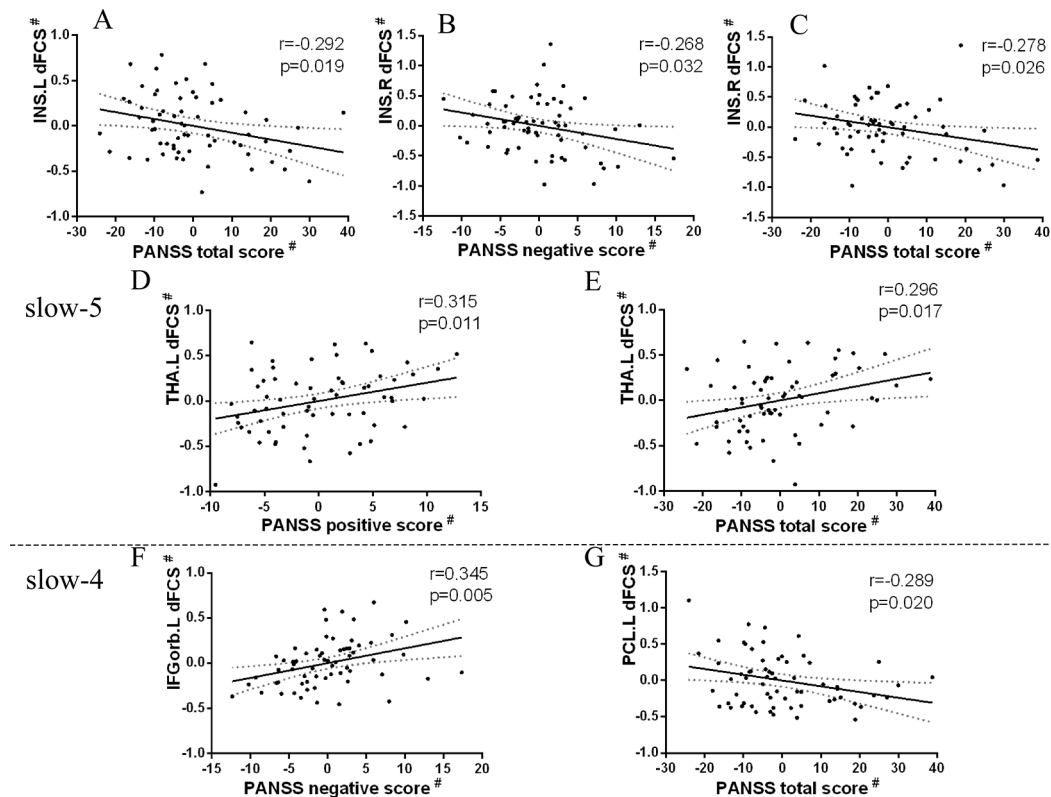 A
r=-0.292
p=0.019
INS.L dFCS #
1.0
0.5
0.0
-0.5
-1.0
-30 -20 -10 0 10 20 30 40
PANSS total score #
B
r=-0.268
p=0.032
INS.R dFCS #
1.5
1.0
0.5
0.0
-0.5
-1.0
-1.5
-15 -10 -5 0 5 10 15 20
PANSS negative score #
C
r=-0.278
p=0.026
INS.R dFCS #
1.5
1.0
0.5
0.0
-0.5
-1.0
-1.5
-30 -20 -10 0 10 20 30 40
PANSS total score #
slow-5
D
r=0.315
p=0.011
THA.L dFCS #
1.0
0.5
0.0
-0.5
-1.0
-10 -5 0 5 10 15
PANSS positive score #
E
r=0.296
p=0.017
THA.L dFCS #
1.0
0.5
0.0
-0.5
-1.0
-30 -20 -10 0 10 20 30 40
PANSS total score #
slow-4
F
r=0.345
p=0.005
IFGorb.L dFCS #
1.0
0.5
0.0
-0.5
-1.0
-15 -10 -5 0 5 10 15 20
PANSS negative score #
G
r=-0.289
p=0.020
PCL.L dFCS #
1.5
1.0
0.5
0.0
-0.5
-1.0
-30 -20 -10 0 10 20 30 40
PANSS total score #